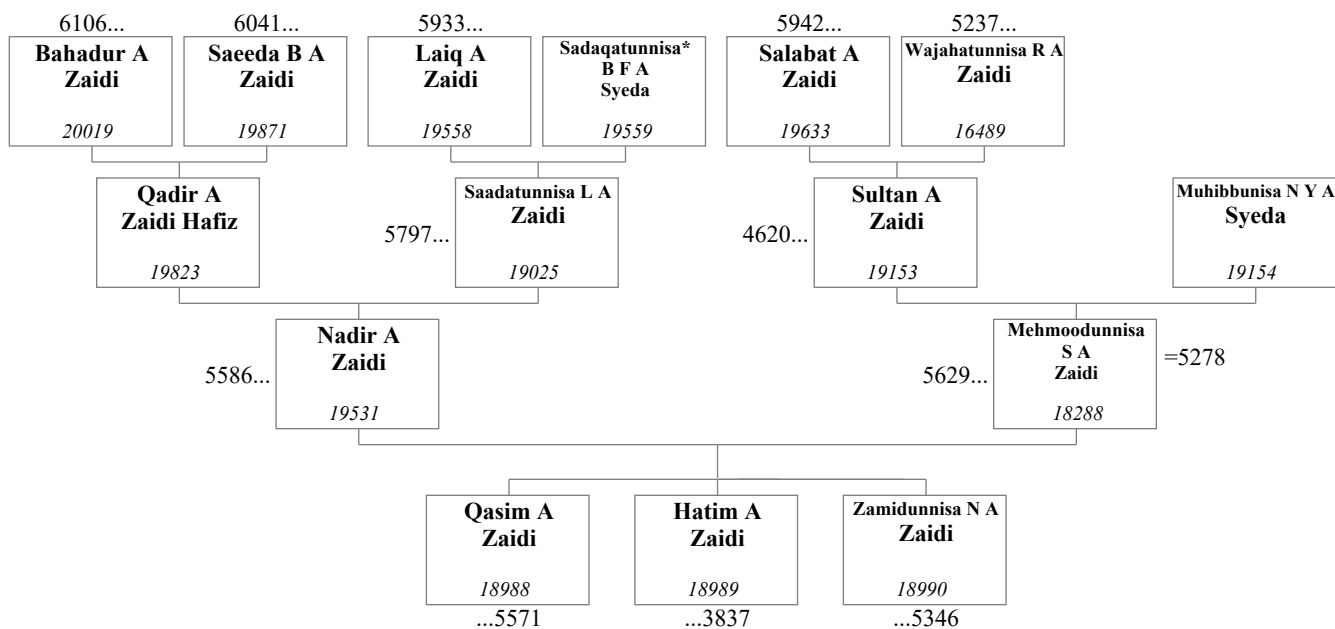 6106... 6041... 5933... 5942... 5237...
Bahadur A
Zaidi
20019
Saeeda B A
Zaidi
19871
Laiq A
Zaidi
19558
Sadaqatunnisa*
B F A
Syeda
19559
Salabat A
Zaidi
19633
Wajahatunnisa R A
Zaidi
16489
Qadir A
Zaidi Hafiz
19823
5797...
Saadatunnisa L A
Zaidi
19025
4620...
Sultan A
Zaidi
19153
Muhibbunisa N Y A
Syeda
19154
5586...
Nadir A
Zaidi
19531
5629...
Mehmoodunnisa
S A
Zaidi
18288
=5278
Qasim A
Zaidi
18988
...5571
Hatim A
Zaidi
18989
...3837
Zamidunnisa N A
Zaidi
18990
...5346